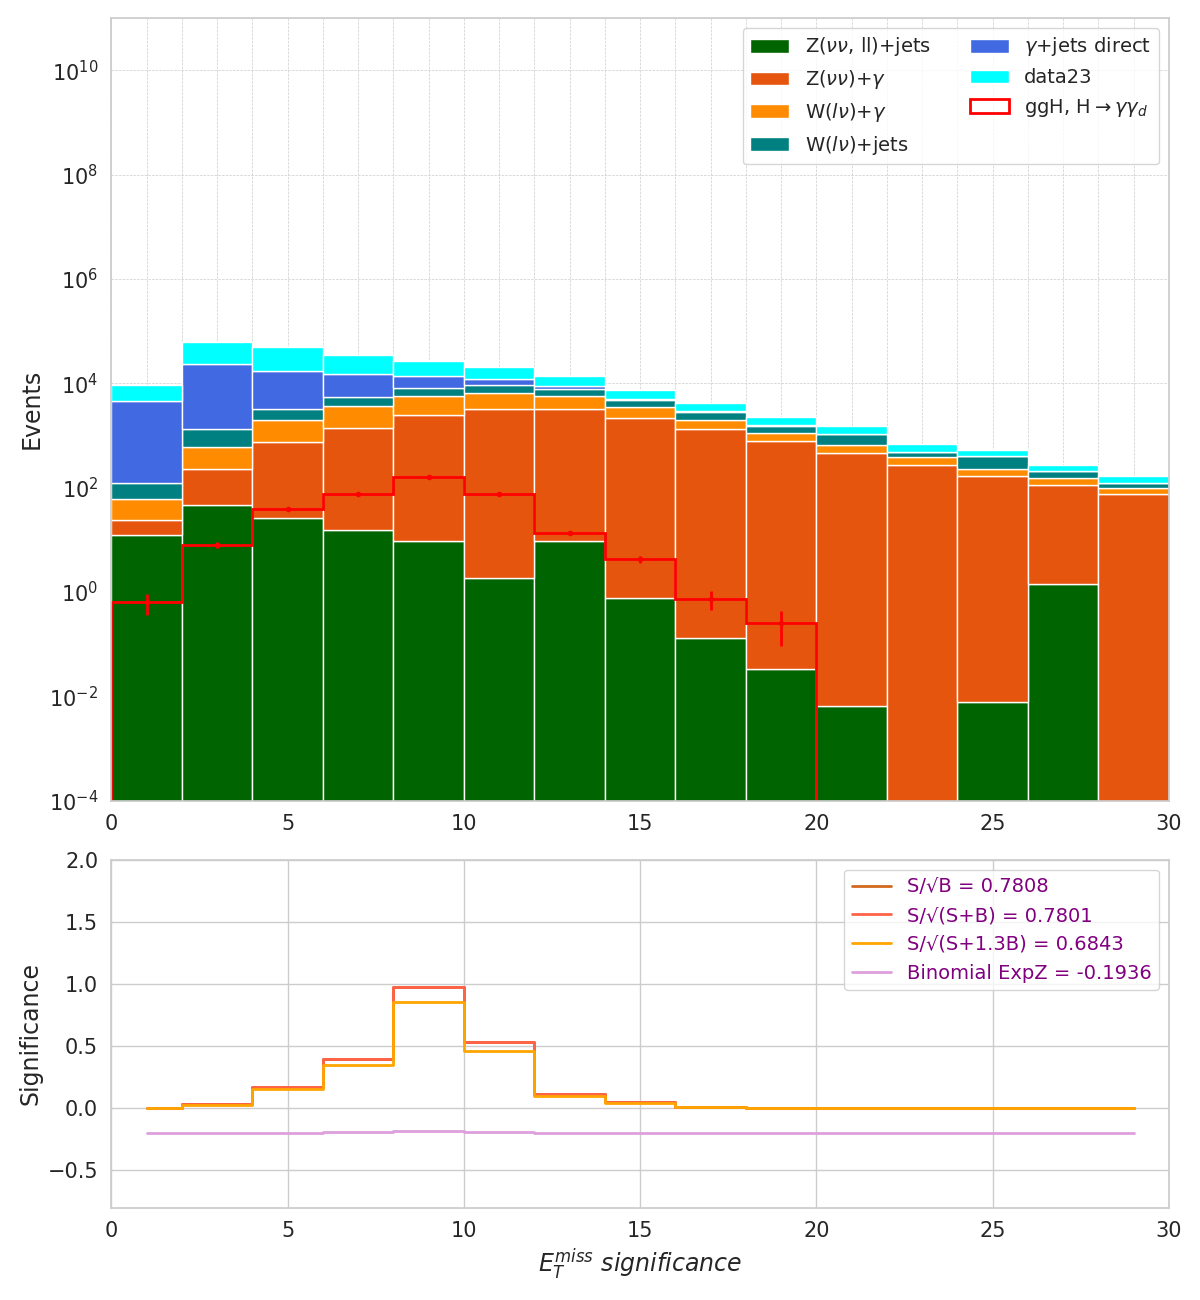 Z(νν, ll)+jets
Z(νν)+γ
W(lν)+γ
W(lν)+jets
γ+jets direct
data23
ggH, H→γγ_d
Events
10^10
10^8
10^6
10^4
10^2
10^0
10^−2
10^−4
0 5 10 15 20 25 30
S/√B = 0.7808
S/√(S+B) = 0.7801
S/√(S+1.3B) = 0.6843
Binomial ExpZ = -0.1936
Significance
2.0
1.5
1.0
0.5
0.0
−0.5
0 5 10 15 20 25 30
E_T^miss significance